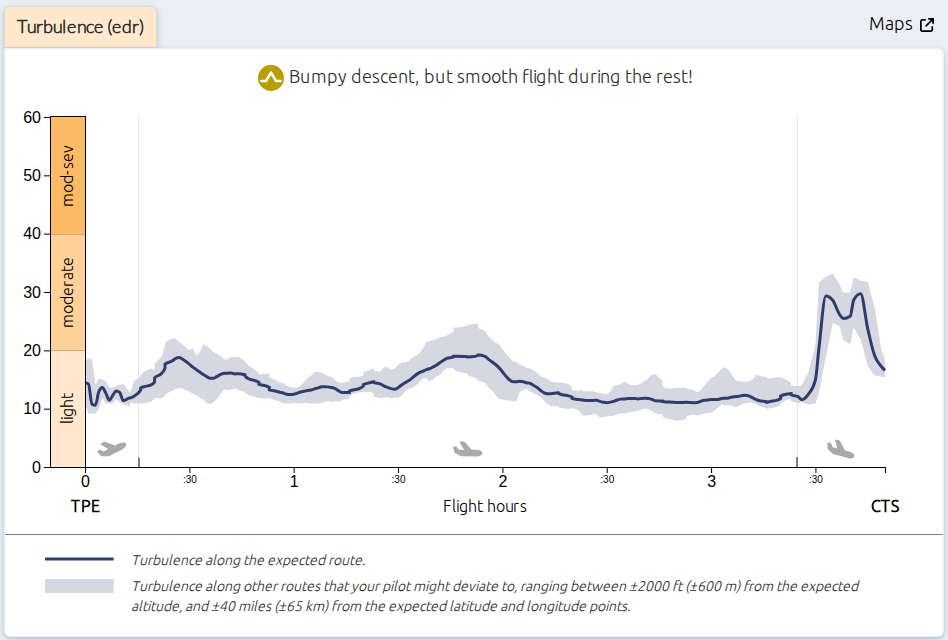 Turbulence (edr)
Maps
Bumpy descent, but smooth flight during the rest!
60
50
40
30
20
10
0
mod-sev
moderate
light
0 :30 1 :30 2 :30 3 :30
TPE Flight hours CTS
Turbulence along the expected route.
Turbulence along other routes that your pilot might deviate to, ranging between ±2000 ft (±600 m) from the expected
altitude, and ±40 miles (±65 km) from the expected latitude and longitude points.